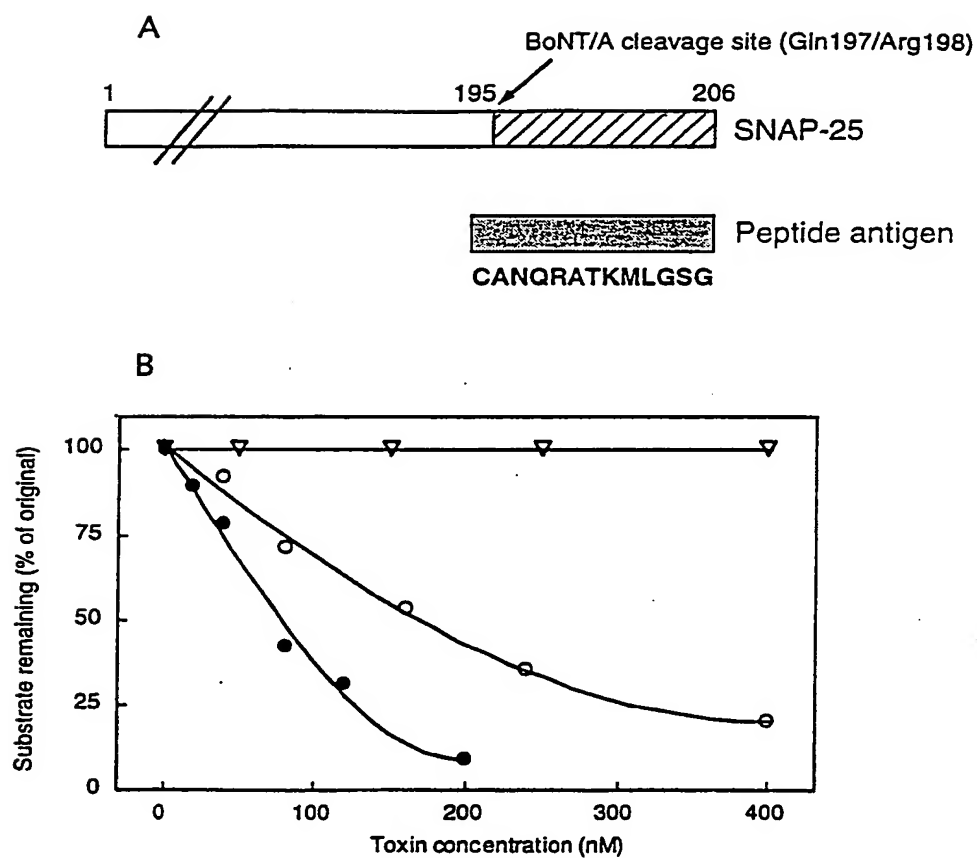 A
BoNT/A cleavage site (Gln197/Arg198)
1 195 206
SNAP-25
Peptide antigen
CANQRATKMLGSG
B
Substrate remaining (% of original)
100
75
50
25
0
0 100 200 300 400
Toxin concentration (nM)